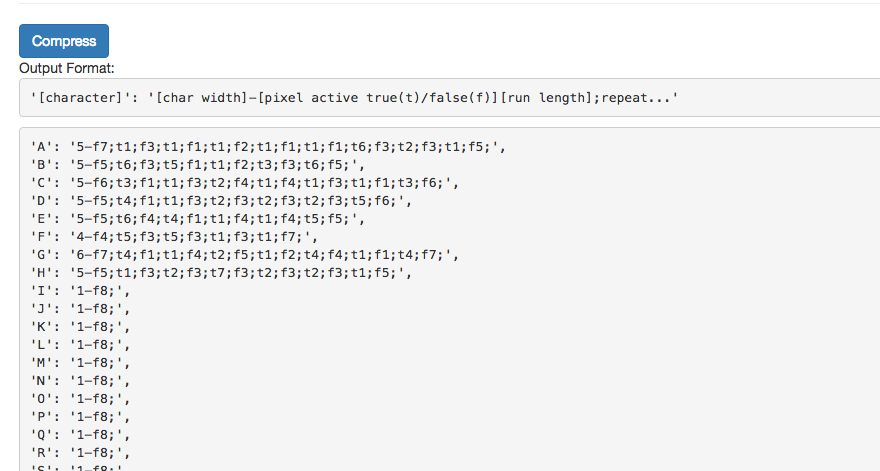 Compress
Output Format:
'[character]': '[char width]-[pixel active true(t)/false(f)][run length];repeat...'
'A': '5-f7;t1;f3;t1;f1;t1;f2;t1;f1;t1;f1;t6;f3;t2;f3;t1;f5;',
'B': '5-f5;t6;f3;t5;f1;t1;f2;t3;f3;t6;f5;',
'C': '5-f6;t3;f1;t1;f3;t2;f4;t1;f4;t1;f3;t1;f1;t3;f6;',
'D': '5-f5;t4;f1;t1;f3;t2;f3;t2;f3;t2;f3;t5;f6;',
'E': '5-f5;t6;f4;t4;f1;t1;f4;t1;f4;t5;f5;',
'F': '4-f4;t5;f3;t5;f3;t1;f3;t1;f7;',
'G': '6-f7;t4;f1;t1;f4;t2;f5;t1;f2;t4;f4;t1;f1;t4;f7;',
'H': '5-f5;t1;f3;t2;f3;t7;f3;t2;f3;t2;f3;t1;f5;',
'I': '1-f8;',
'J': '1-f8;',
'K': '1-f8;',
'L': '1-f8;',
'M': '1-f8;',
'N': '1-f8;',
'O': '1-f8;',
'P': '1-f8;',
'Q': '1-f8;',
'R': '1-f8;',
'S': '1-f8;'